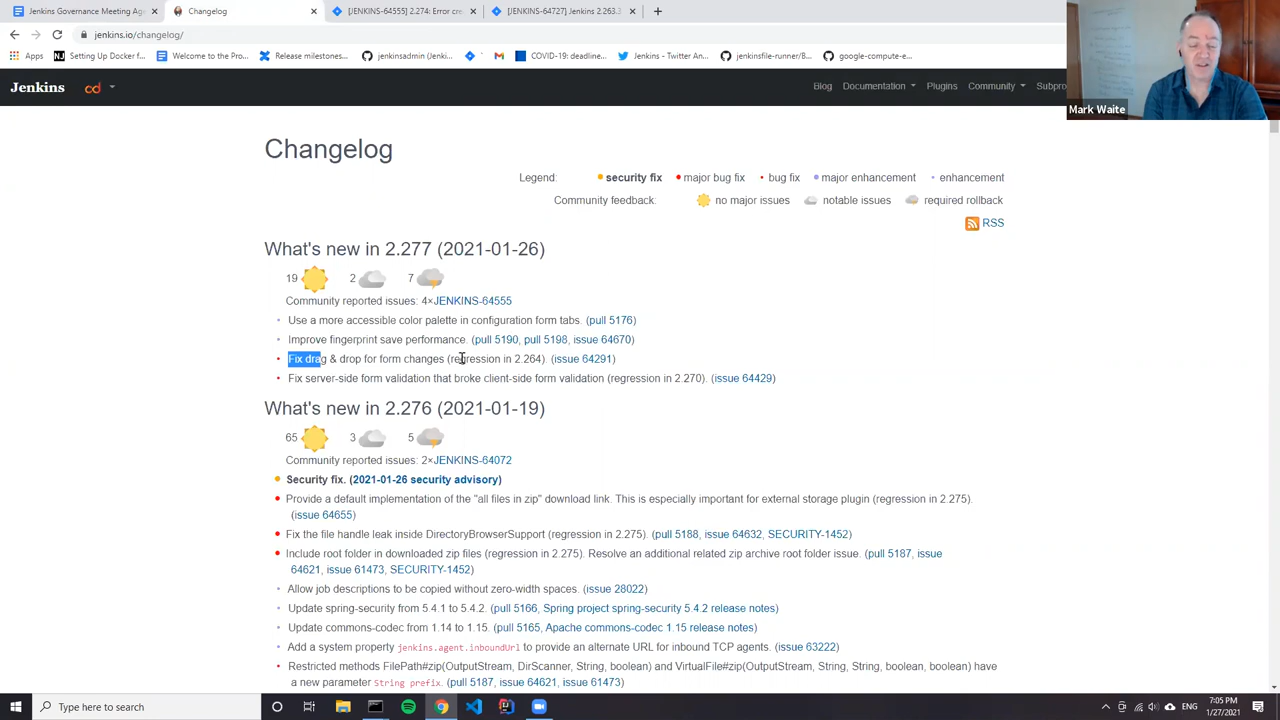 Jenkins Governance Meeting Ag
Changelog
[JENKINS-64555] 2.274: Error cre
[JENKINS-64727] Jenkins 2.263.3
jenkins.io/changelog/
Apps
Setting Up Docker f...
Welcome to the Pro...
Release milestones...
jenkinsadmin (Jenki...
COVID-19: deadline...
Jenkins - Twitter An...
jenkinsfile-runner/B...
google-compute-e...
Jenkins
cd
Blog
Documentation
Plugins
Community
Subpro
Mark Waite
Changelog
Legend: security fix major bug fix bug fix major enhancement enhancement
Community feedback: no major issues notable issues required rollback
RSS
What's new in 2.277 (2021-01-26)
19 2 7
Community reported issues: 4×JENKINS-64555
Use a more accessible color palette in configuration form tabs. (pull 5176)
Improve fingerprint save performance. (pull 5190, pull 5198, issue 64670)
Fix drag & drop for form changes (regression in 2.264). (issue 64291)
Fix server-side form validation that broke client-side form validation (regression in 2.270). (issue 64429)
What's new in 2.276 (2021-01-19)
65 3 5
Community reported issues: 2×JENKINS-64072
Security fix. (2021-01-26 security advisory)
Provide a default implementation of the "all files in zip" download link. This is especially important for external storage plugin (regression in 2.275).
(issue 64655)
Fix the file handle leak inside DirectoryBrowserSupport (regression in 2.275). (pull 5188, issue 64632, SECURITY-1452)
Include root folder in downloaded zip files (regression in 2.275). Resolve an additional related zip archive root folder issue. (pull 5187, issue
64621, issue 61473, SECURITY-1452)
Allow job descriptions to be copied without zero-width spaces. (issue 28022)
Update spring-security from 5.4.1 to 5.4.2. (pull 5166, Spring project spring-security 5.4.2 release notes)
Update commons-codec from 1.14 to 1.15. (pull 5165, Apache commons-codec 1.15 release notes)
Add a system property jenkins.agent.inboundUrl to provide an alternate URL for inbound TCP agents. (issue 63222)
Restricted methods FilePath#zip(OutputStream, DirScanner, String, boolean) and VirtualFile#zip(OutputStream, String, String, boolean, boolean) have
a new parameter String prefix. (pull 5187, issue 64621, issue 61473)
Type here to search
7:05 PM
1/27/2021